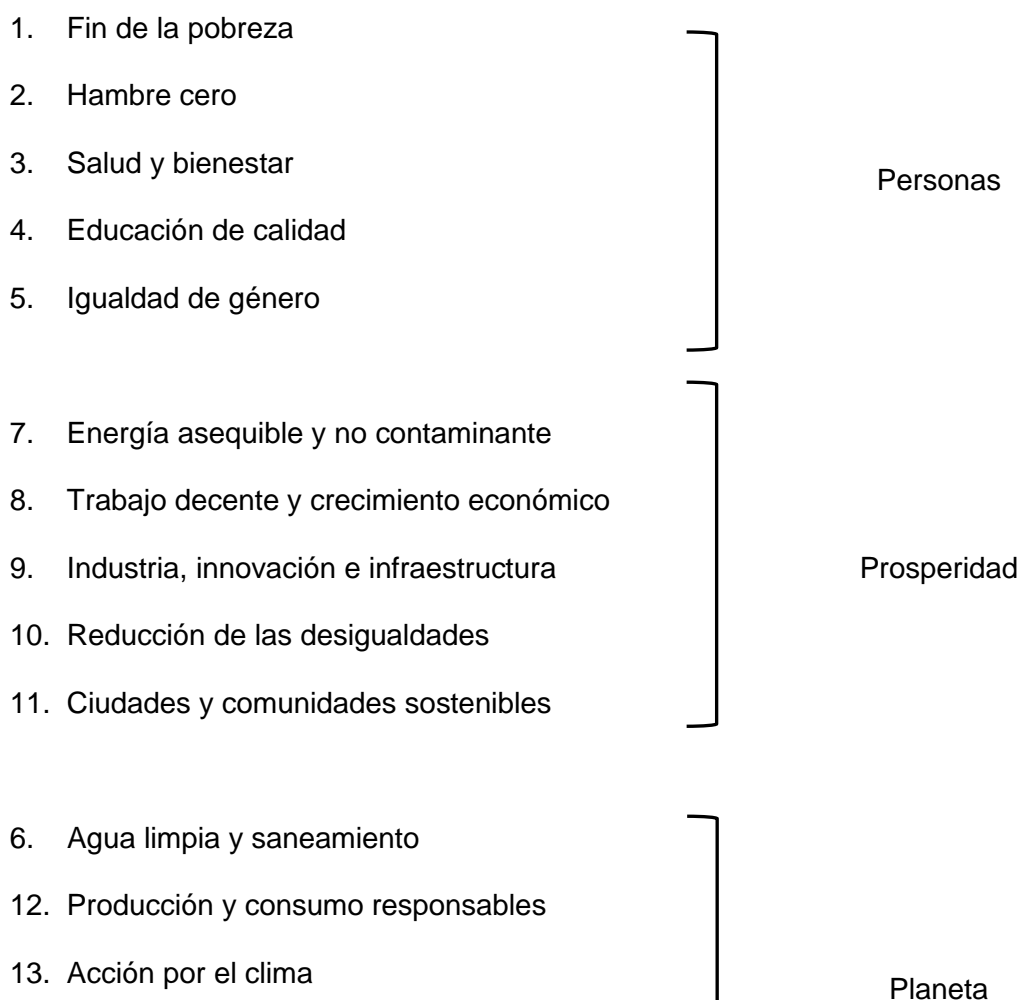 1. Fin de la pobreza
2. Hambre cero
3. Salud y bienestar
Personas
4. Educación de calidad
5. Igualdad de género
7. Energía asequible y no contaminante
8. Trabajo decente y crecimiento económico
9. Industria, innovación e infraestructura
Prosperidad
10. Reducción de las desigualdades
11. Ciudades y comunidades sostenibles
6. Agua limpia y saneamiento
12. Producción y consumo responsables
13. Acción por el clima
Planeta